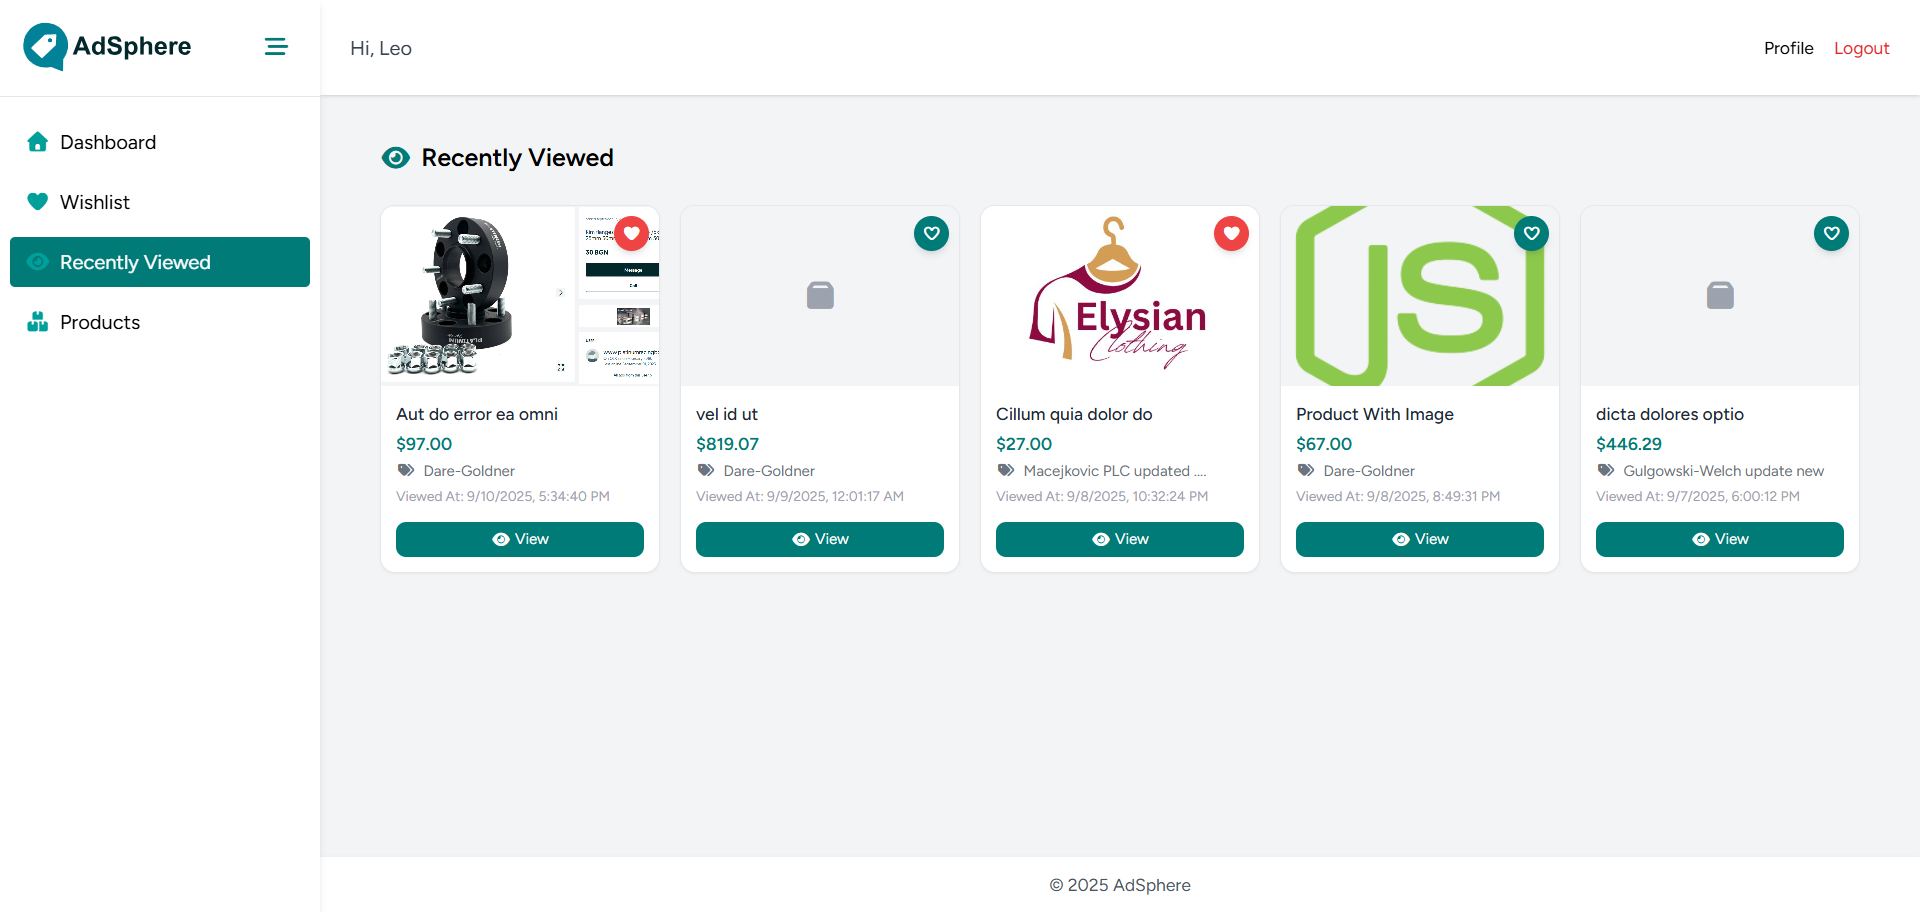 AdSphere
Hi, Leo
Profile
Logout
Dashboard
Wishlist
Recently Viewed
Products
Recently Viewed
30 BGN
Message
Aut do error ea omni
$97.00
Dare-Goldner
Viewed At: 9/10/2025, 5:34:40 PM
View
vel id ut
$819.07
Dare-Goldner
Viewed At: 9/9/2025, 12:01:17 AM
View
Elysian
Clothing
Cillum quia dolor do
$27.00
Macejkovic PLC updated ....
Viewed At: 9/8/2025, 10:32:24 PM
View
JS
Product With Image
$67.00
Dare-Goldner
Viewed At: 9/8/2025, 8:49:31 PM
View
dicta dolores optio
$446.29
Gulgowski-Welch update new
Viewed At: 9/7/2025, 6:00:12 PM
View
© 2025 AdSphere